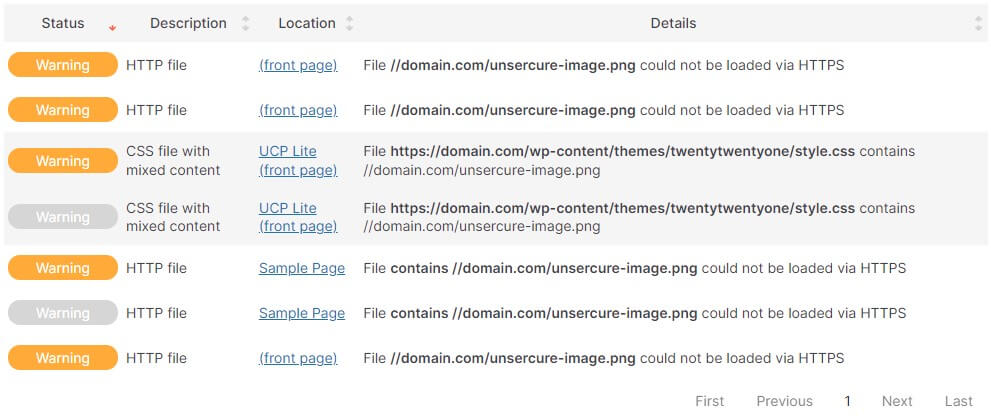 Status Description Location Details
Warning HTTP file (front page) File //domain.com/unsercure-image.png could not be loaded via HTTPS
Warning HTTP file (front page) File //domain.com/unsercure-image.png could not be loaded via HTTPS
Warning CSS file with mixed content UCP Lite (front page) File https://domain.com/wp-content/themes/twentytwentyone/style.css contains //domain.com/unsercure-image.png
Warning CSS file with mixed content UCP Lite (front page) File https://domain.com/wp-content/themes/twentytwentyone/style.css contains //domain.com/unsercure-image.png
Warning HTTP file Sample Page File contains //domain.com/unsercure-image.png could not be loaded via HTTPS
Warning HTTP file Sample Page File contains //domain.com/unsercure-image.png could not be loaded via HTTPS
Warning HTTP file (front page) File //domain.com/unsercure-image.png could not be loaded via HTTPS
First Previous 1 Next Last